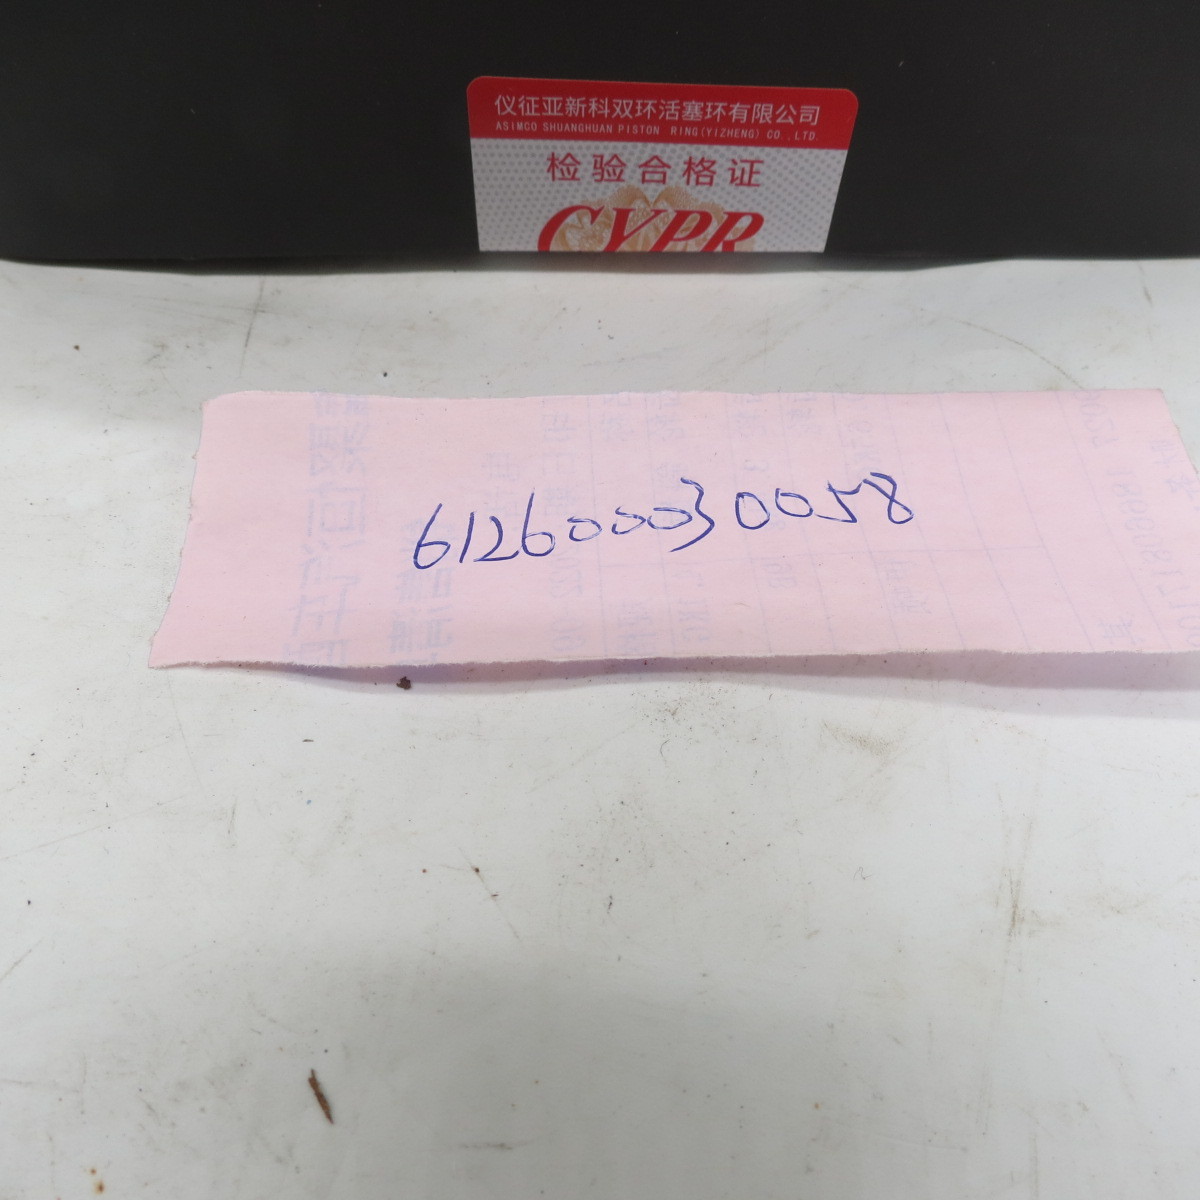 仪征亚新科双环活塞环有限公司
ASIMCO SHUANGHUAN PISTON RING(YIZHENG) CO.,LTD.
检验合格证
CYPR
612600030058